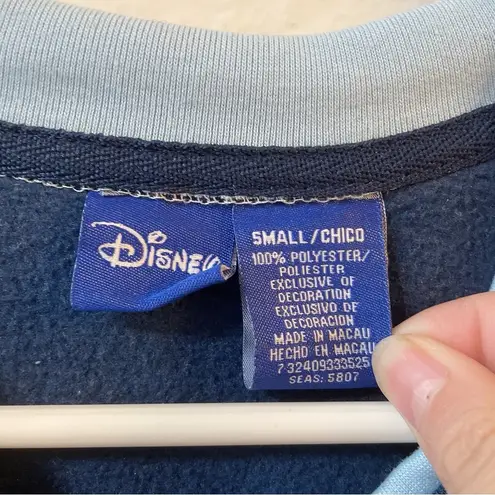 Disney
SMALL/CHICO
100% POLYESTER/
POLIESTER
EXCLUSIVE OF
DECORATION
EXCLUSIVO DE
DECORACION
MADE IN MACAU
HECHO EN MACAU
732409333525
SEAS: 5807